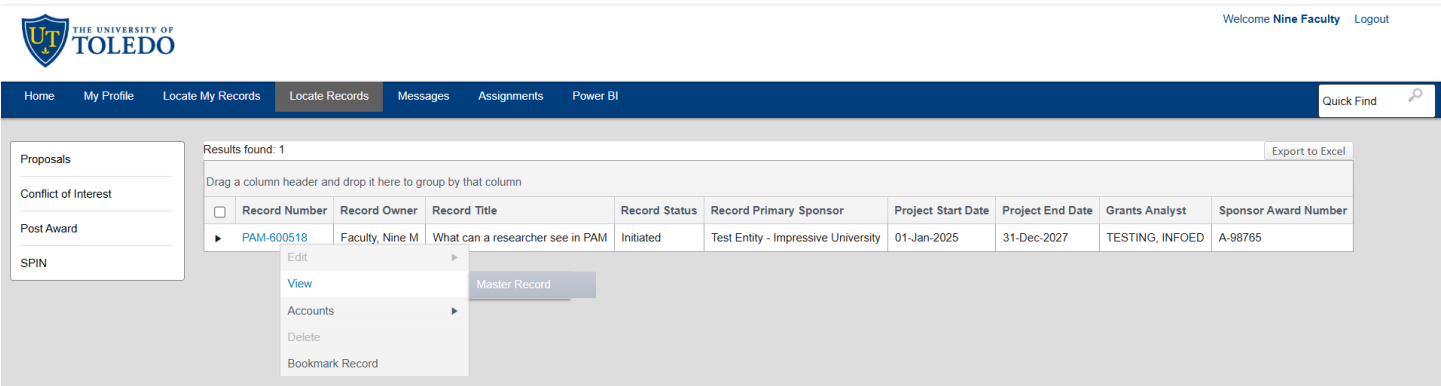 THE UNIVERSITY OF
TOLEDO
UT
Welcome Nine Faculty Logout
Home My Profile Locate My Records Locate Records Messages Assignments Power BI
Quick Find
Proposals
Conflict of Interest
Post Award
SPIN
Results found: 1
Export to Excel
Drag a column header and drop it here to group by that column
Record Number Record Owner Record Title Record Status Record Primary Sponsor Project Start Date Project End Date Grants Analyst Sponsor Award Number
PAM-600518 Faculty, Nine M What can a researcher see in PAM Initiated Test Entity - Impressive University 01-Jan-2025 31-Dec-2027 TESTING, INFOED A-98765
Edit
View Master Record
Accounts
Delete
Bookmark Record